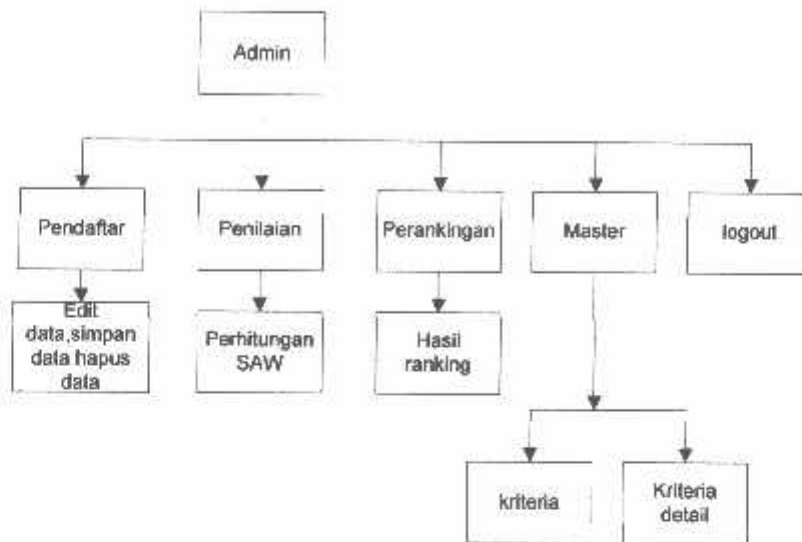 Admin
Pendaftar
Penilaian
Perankingan
Master
logout
Edit
data,simpan
data hapus
data
Perhitungan
SAW
Hasil
ranking
kriteria
Kriteria
detail